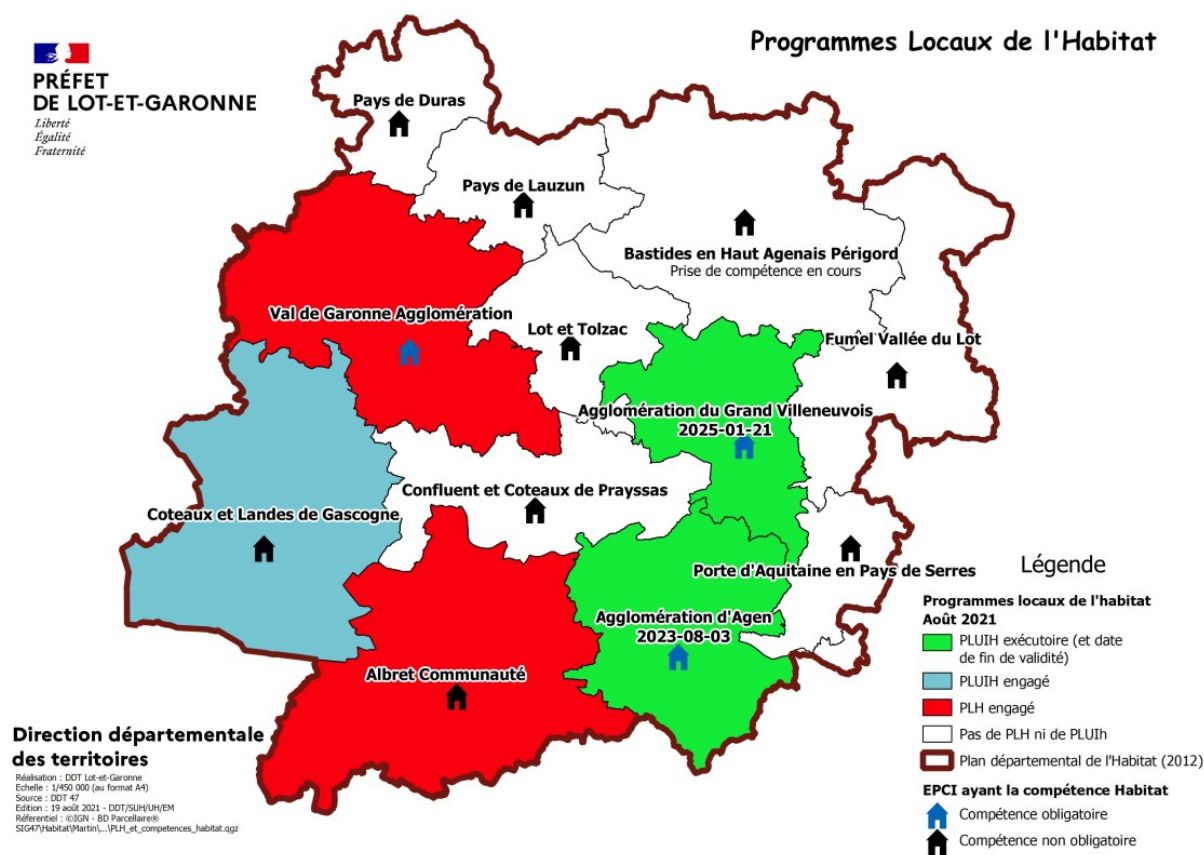 Programmes Locaux de l'Habitat
PRÉFET
DE LOT-ET-GARONNE
Liberté
Égalité
Fraternité
Pays de Duras
Pays de Lauzun
Bastides en Haut Agenais Périgord
Prise de compétence en cours
Val de Garonne Agglomération
Lot et Tolzac
Fumel Vallée du Lot
Agglomération du Grand Villeneuvois
2025-01-21
Confluent et Coteaux de Prayssas
Coteaux et Landes de Gascogne
Porte d'Aquitaine en Pays de Serres
Agglomération d'Agen
2023-08-03
Albret Communauté
Légende
Programmes locaux de l'habitat
Août 2021
PLUIH exécutoire (et date
de fin de validité)
PLUIH engagé
PLH engagé
Pas de PLH ni de PLUIh
Plan départemental de l'Habitat (2012)
EPCI ayant la compétence Habitat
Compétence obligatoire
Compétence non obligatoire
Direction départementale
des territoires
Réalisation : DDT Lot-et-Garonne
Echelle : 1/450 000 (au format A4)
Source : DDT 47
Edition : 19 août 2021 - DDT/SUH/UH/EM
Réferentiel : ©IGN - BD Parcellaire®
SIG47\Habitat\Martin\...\PLH_et_competences_habitat.qgz